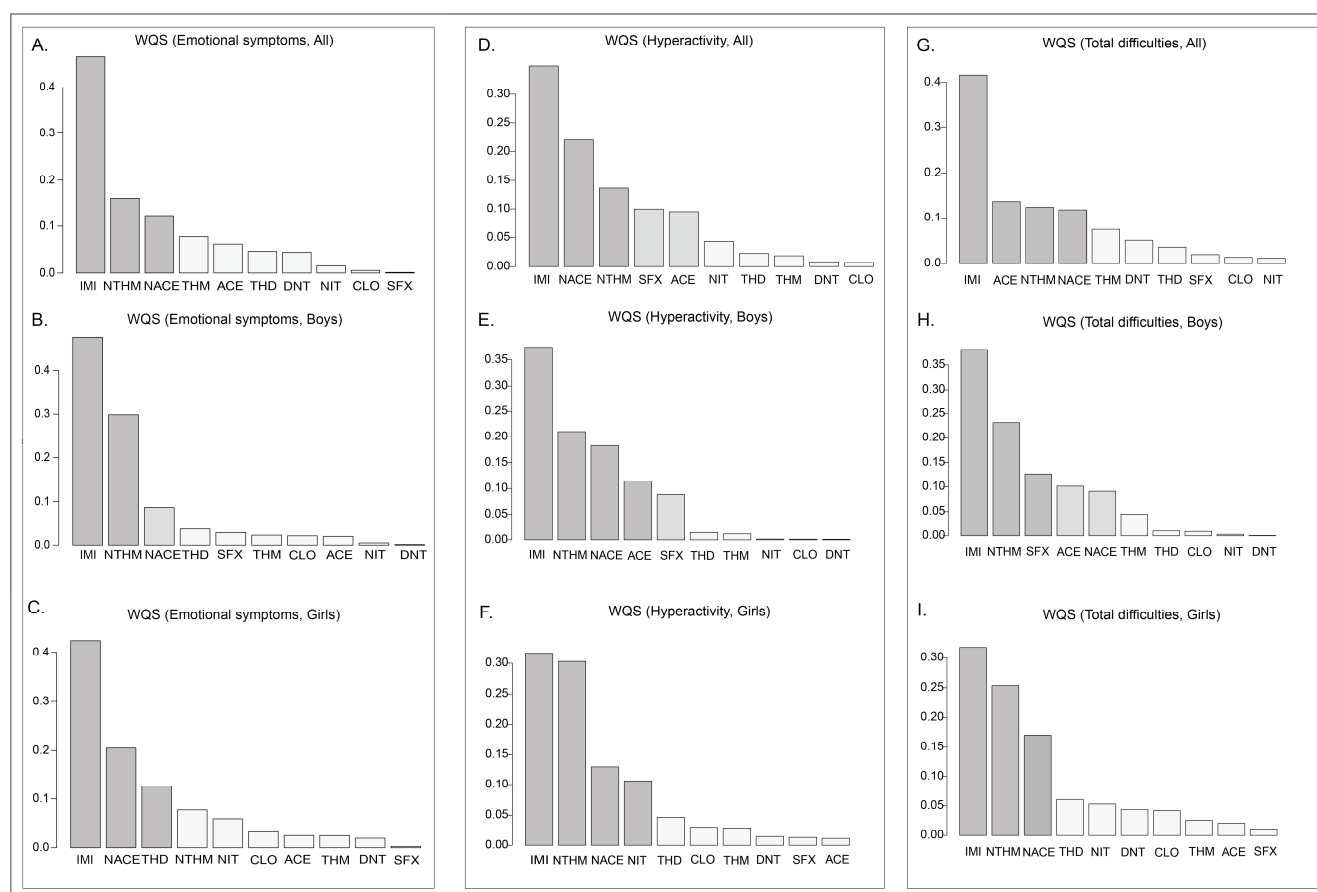 A.
WQS (Emotional symptoms, All)
0.4
0.3
0.2
0.1
0.0
IMI NTHM NACE THM ACE THD DNT NIT CLO SFX
B.
WQS (Emotional symptoms, Boys)
0.4
0.3
0.2
0.1
0.0
IMI NTHM NACE THD SFX THM CLO ACE NIT DNT
C.
WQS (Emotional symptoms, Girls)
0.4
0.3
0.2
0.1
0.0
IMI NACE THD NTHM NIT CLO ACE THM DNT SFX
D.
WQS (Hyperactivity, All)
0.30
0.25
0.20
0.15
0.10
0.05
0.00
IMI NACE NTHM SFX ACE NIT THD THM DNT CLO
E.
WQS (Hyperactivity, Boys)
0.35
0.30
0.25
0.20
0.15
0.10
0.05
0.00
IMI NTHM NACE ACE SFX THD THM NIT CLO DNT
F.
WQS (Hyperactivity, Girls)
0.30
0.25
0.20
0.15
0.10
0.05
0.00
IMI NTHM NACE NIT THD CLO THM DNT SFX ACE
G.
WQS (Total difficulties, All)
0.4
0.3
0.2
0.1
0.0
IMI ACE NTHM NACE THM DNT THD SFX CLO NIT
H.
WQS (Total difficulties, Boys)
0.35
0.30
0.25
0.20
0.15
0.10
0.05
0.00
IMI NTHM SFX ACE NACE THM THD CLO NIT DNT
I.
WQS (Total difficulties, Girls)
0.30
0.25
0.20
0.15
0.10
0.05
0.00
IMI NTHM NACE THD NIT DNT CLO THM ACE SFX